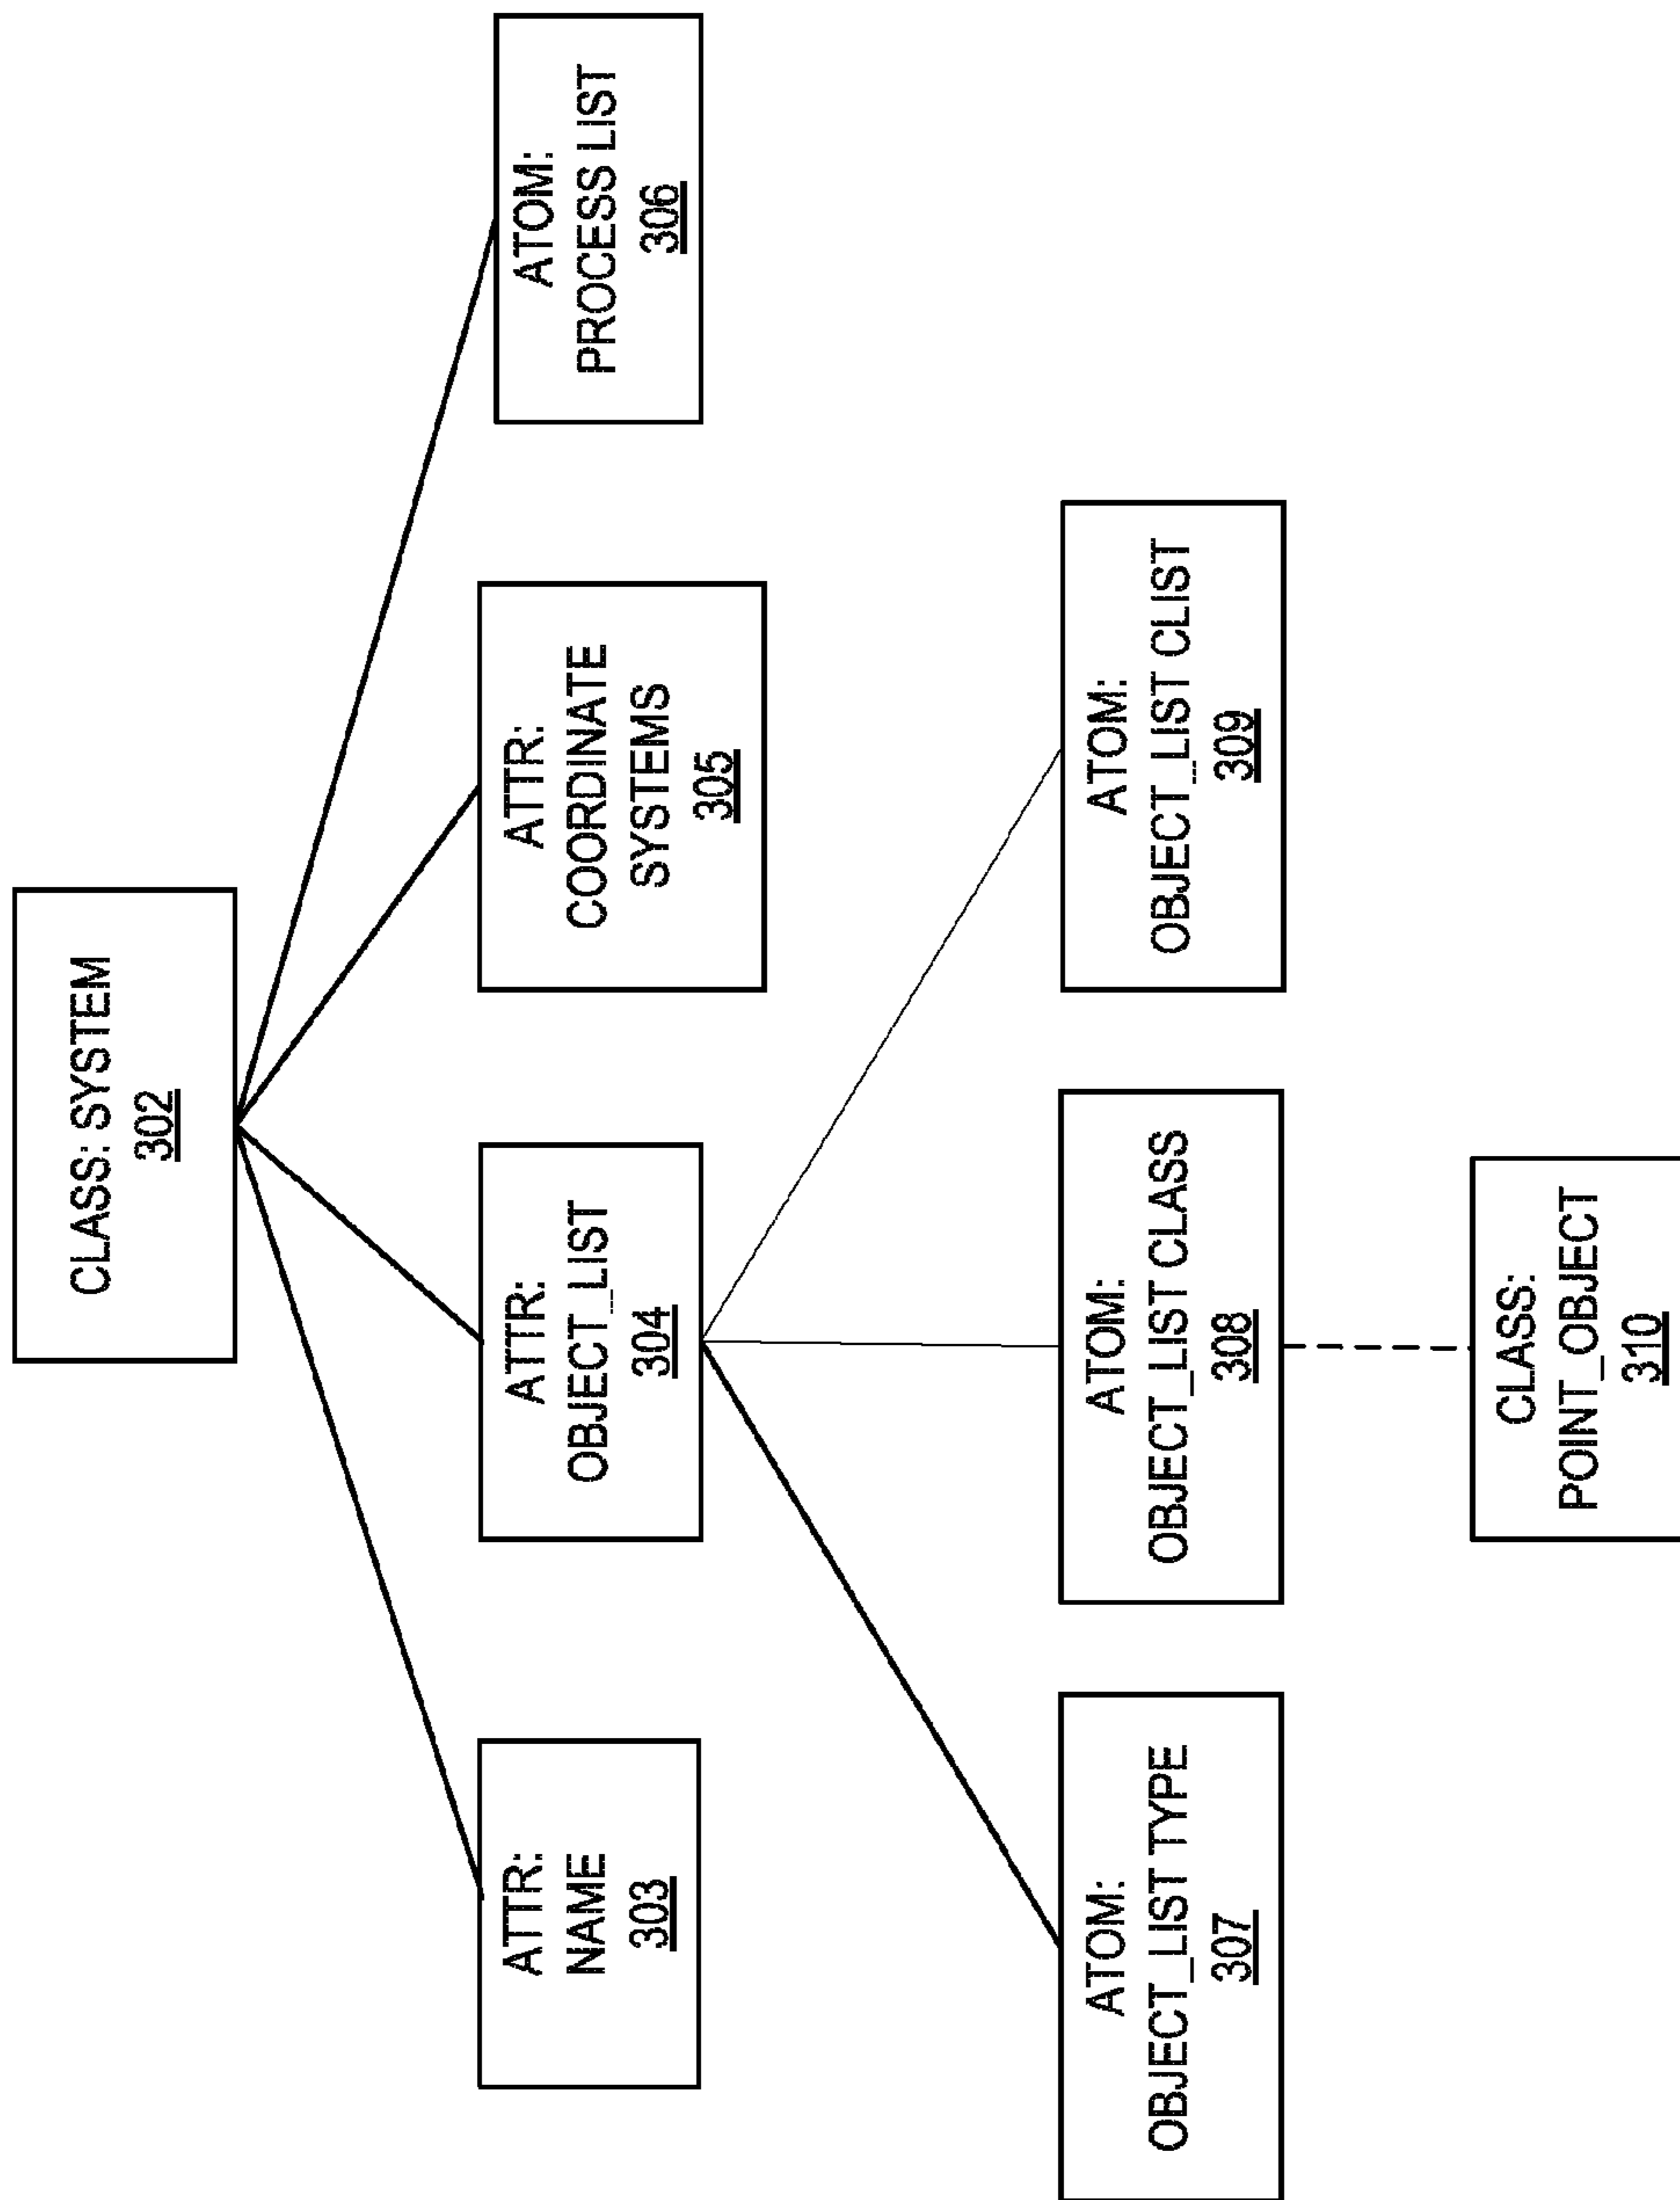 CLASS: SYSTEM
302
ATTR:
NAME
303
ATTR:
OBJECT_LIST
304
ATTR:
COORDINATE
SYSTEMS
305
ATOM:
PROCESS LIST
306
ATOM:
OBJECT_LIST TYPE
307
ATOM:
OBJECT_LIST CLASS
308
ATOM:
OBJECT_LIST CLIST
309
CLASS:
POINT_OBJECT
310